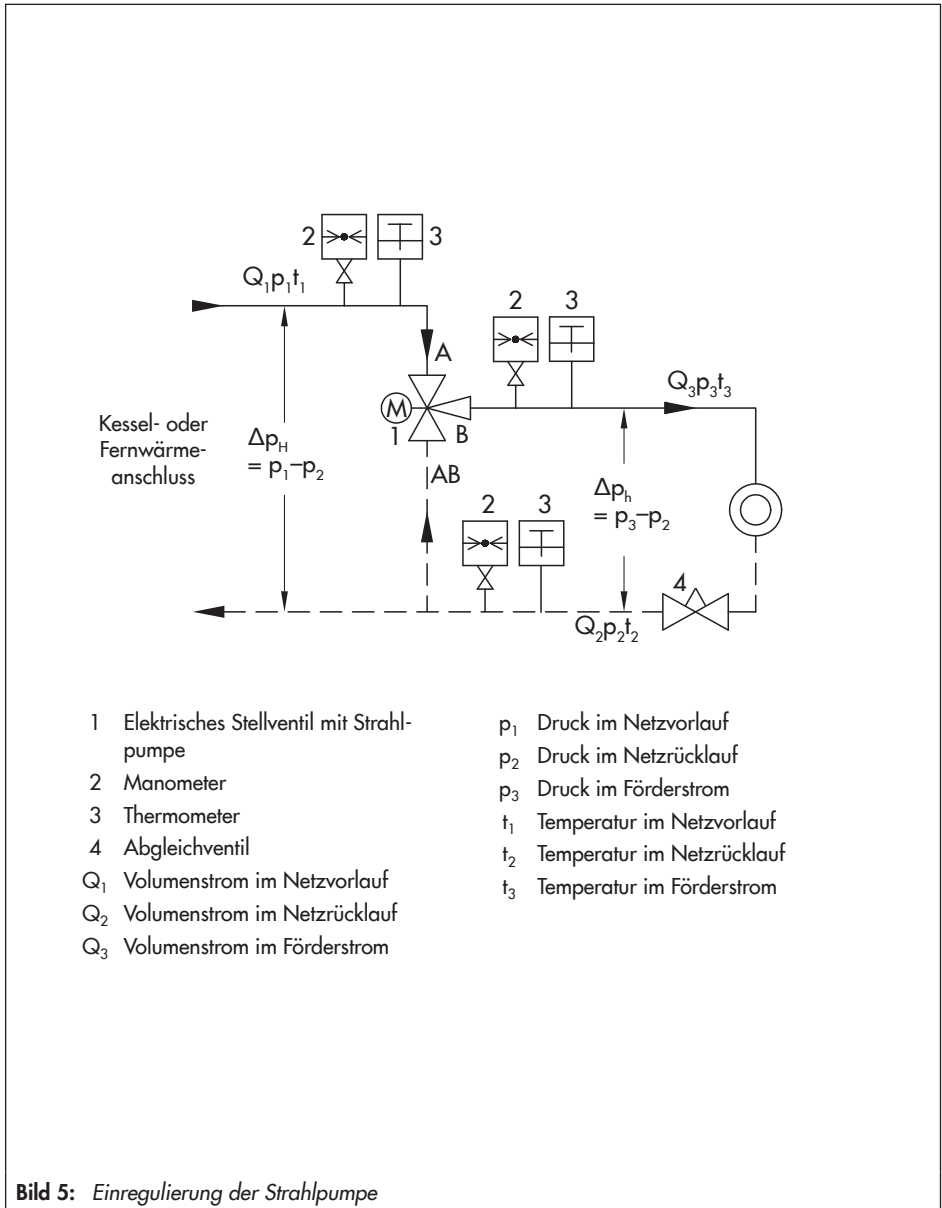 2
3
Q₁p₁t₁
A
2
3
Q₃p₃t₃
M
1
B
AB
Kessel- oder
Fernwärme-
anschluss
Δp_H
= p₁–p₂
Δp_h
= p₃–p₂
2
3
4
Q₂p₂t₂
1 Elektrisches Stellventil mit Strahl-
pumpe
2 Manometer
3 Thermometer
4 Abgleichventil
Q₁ Volumenstrom im Netzvorlauf
Q₂ Volumenstrom im Netzrücklauf
Q₃ Volumenstrom im Förderstrom
p₁ Druck im Netzvorlauf
p₂ Druck im Netzrücklauf
p₃ Druck im Förderstrom
t₁ Temperatur im Netzvorlauf
t₂ Temperatur im Netzrücklauf
t₃ Temperatur im Förderstrom
Bild 5: Einregulierung der Strahlpumpe